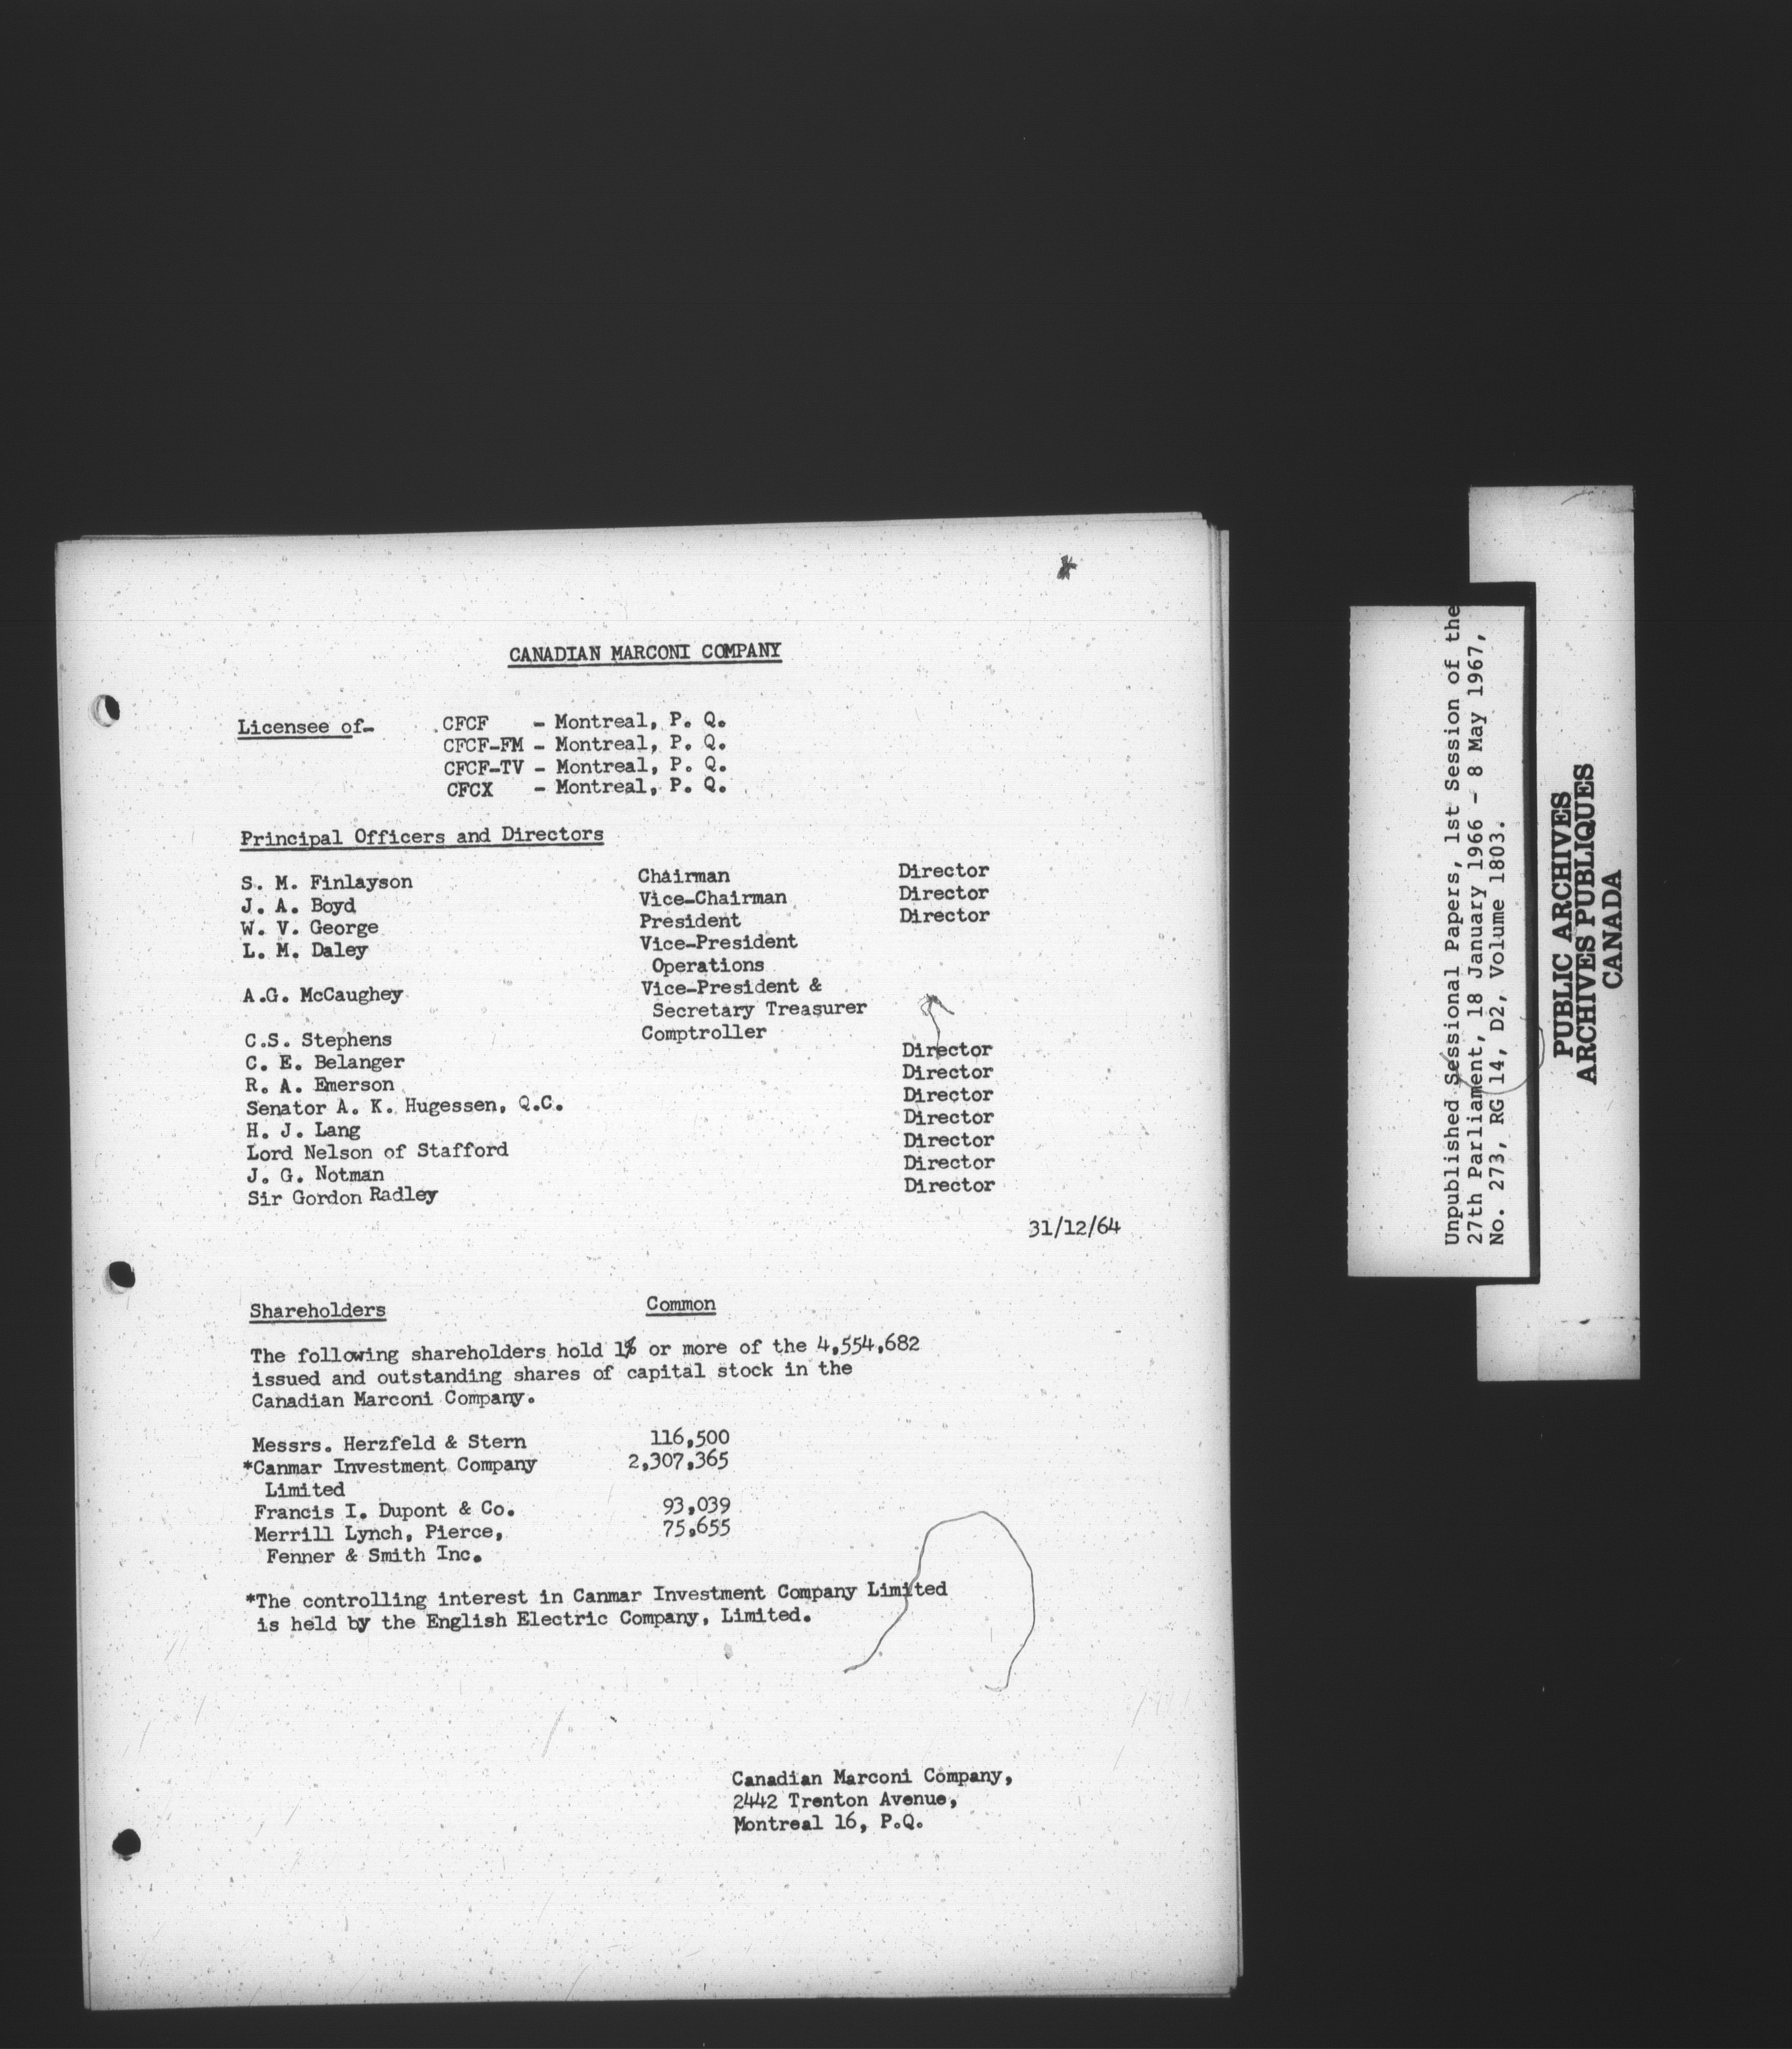 CANADIAN MARCONI COMPANY
Licensee of- CFCF - Montreal, P. Q.
CFCF-FM - Montreal, P. Q.
CFCF-TV - Montreal, P. Q.
CFCX - Montreal, P. Q.
Principal Officers and Directors
S. M. Finlayson Chairman Director
J. A. Boyd Vice-Chairman Director
W. V. George President Director
L. M. Daley Vice-President
Operations
A.G. McCaughey Vice-President &
Secretary Treasurer
C.S. Stephens Comptroller
C. E. Belanger Director
R. A. Emerson Director
Senator A. K. Hugessen, Q.C. Director
H. J. Lang Director
Lord Nelson of Stafford Director
J. G. Notman Director
Sir Gordon Radley Director
31/12/64
Shareholders Common
The following shareholders hold 1% or more of the 4,554,682
issued and outstanding shares of capital stock in the
Canadian Marconi Company.
Messrs. Herzfeld & Stern 116,500
*Canmar Investment Company 2,307,365
Limited
Francis I. Dupont & Co. 93,039
Merrill Lynch, Pierce, 75,655
Fenner & Smith Inc.
*The controlling interest in Canmar Investment Company Limited
is held by the English Electric Company, Limited.
Canadian Marconi Company,
2442 Trenton Avenue,
Montreal 16, P.Q.
Unpublished Sessional Papers, 1st Session of the
27th Parliament, 18 January 1966 - 8 May 1967,
No. 273, RG 14, D2, Volume 1803.
PUBLIC ARCHIVES
ARCHIVES PUBLIQUES
CANADA